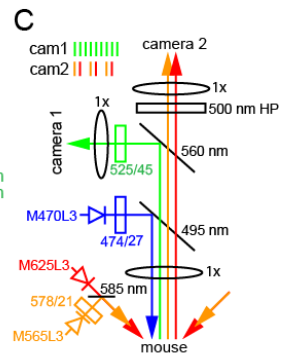 C
cam1
cam2
camera 2
1x
500 nm HP
1x
camera 1
560 nm
525/45
M470L3
474/27
495 nm
1x
M625L3
585 nm
578/21
M565L3
mouse